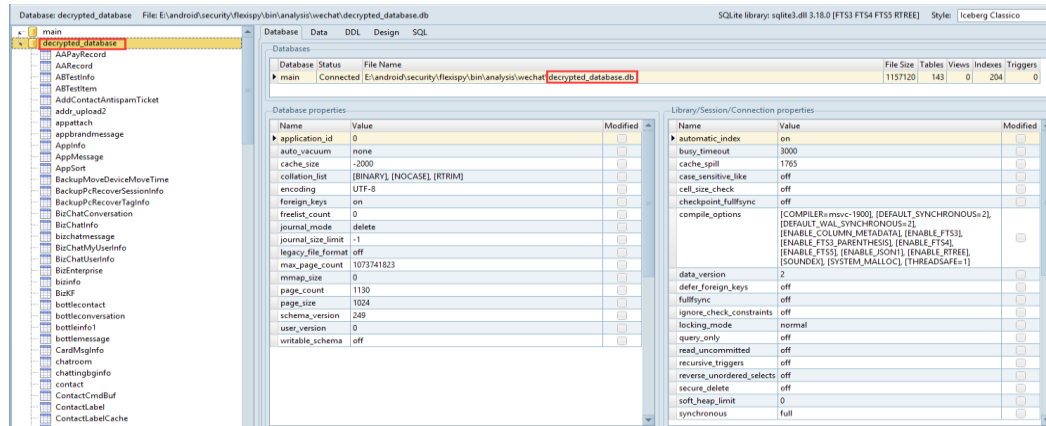 Database: decrypted_database File: E:\android\security\flexispy\bin\analysis\wechat\decrypted_database.db SQLite library: sqlite3.dll 3.18.0 [FTS3 FTS4 FTS5 RTREE] Style: Iceberg Classico
main
decrypted_database
AAPayRecord
AARecord
ABTestInfo
ABTestItem
AddContactAntispamTicket
addr_upload2
appattach
appbrandmessage
AppInfo
AppMessage
AppSort
BackupMoveDeviceMoveTime
BackupPcRecoverSessionInfo
BackupPcRecoverTagInfo
BizChatConversation
BizChatInfo
bizchatmessage
BizChatMyUserInfo
BizChatUserInfo
BizEnterprise
bizinfo
BizKF
bottlecontact
bottleconversation
bottleinfo1
bottlemessage
CardMsgInfo
chatroom
chattingbginfo
contact
ContactCmdBuf
ContactLabel
ContactLabelCache
Database Data DDL Design SQL
Databases
Database Status File Name File Size Tables Views Indexes Triggers
main Connected E:\android\security\flexispy\bin\analysis\wechat\decrypted_database.db 1157120 143 0 204 0
Database properties
Name Value Modified
application_id 0
auto_vacuum none
cache_size -2000
collation_list [BINARY], [NOCASE], [RTRIM]
encoding UTF-8
foreign_keys on
freelist_count 0
journal_mode delete
journal_size_limit -1
legacy_file_format off
max_page_count 1073741823
mmap_size 0
page_count 1130
page_size 1024
schema_version 249
user_version 0
writable_schema off
Library/Session/Connection properties
Name Value Modified
automatic_index on
busy_timeout 3000
cache_spill 1765
case_sensitive_like off
cell_size_check off
checkpoint_fullfsync off
compile_options [COMPILER=msvc-1900], [DEFAULT_SYNCHRONOUS=2],
[DEFAULT_WAL_SYNCHRONOUS=2],
[ENABLE_COLUMN_METADATA], [ENABLE_FTS3],
[ENABLE_FTS3_PARENTHESIS], [ENABLE_FTS4],
[ENABLE_FTS5], [ENABLE_JSON1], [ENABLE_RTREE],
[SOUNDEX], [SYSTEM_MALLOC], [THREADSAFE=1]
data_version 2
defer_foreign_keys off
fullfsync off
ignore_check_constraints off
locking_mode normal
query_only off
read_uncommitted off
recursive_triggers off
reverse_unordered_selects off
secure_delete off
soft_heap_limit 0
synchronous full